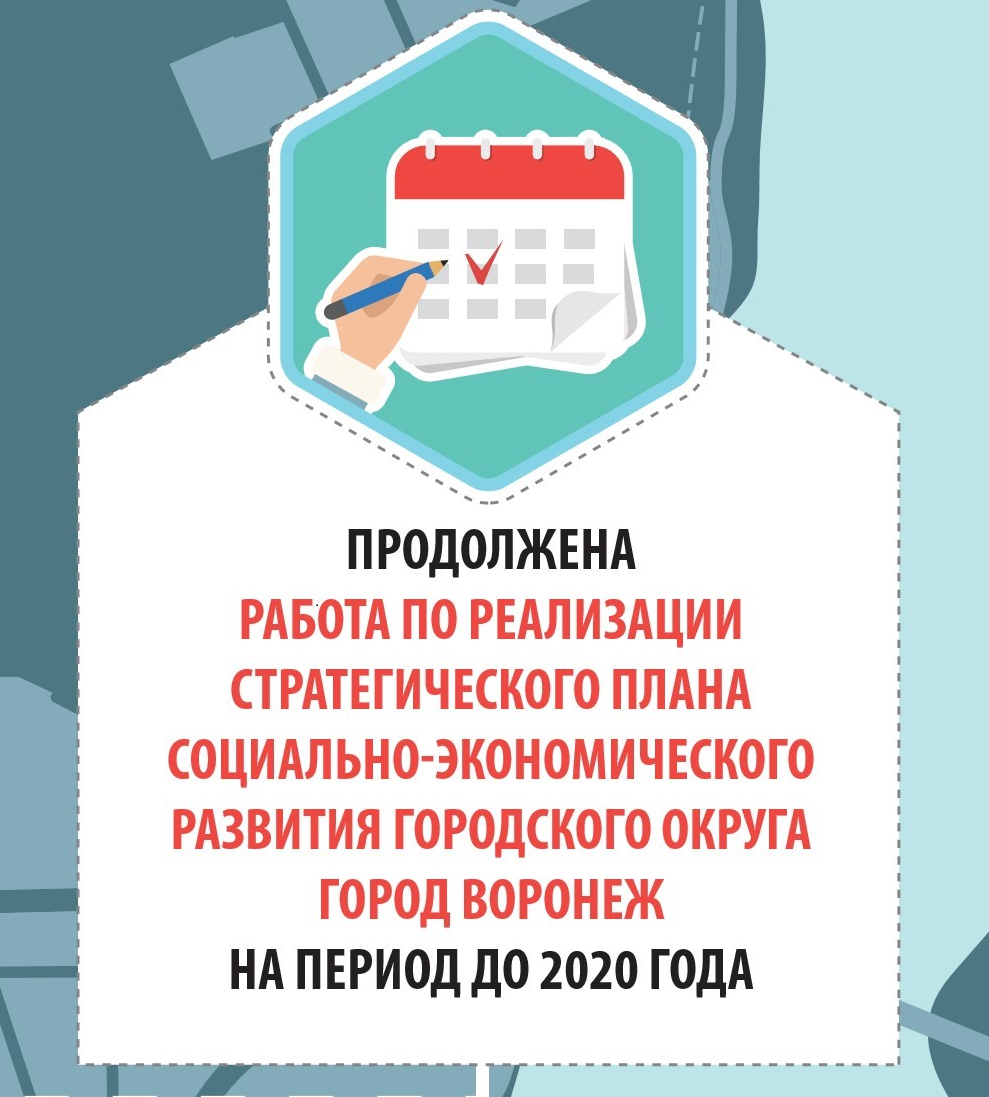 ПРОДОЛЖЕНА
РАБОТА ПО РЕАЛИЗАЦИИ
СТРАТЕГИЧЕСКОГО ПЛАНА
СОЦИАЛЬНО-ЭКОНОМИЧЕСКОГО
РАЗВИТИЯ ГОРОДСКОГО ОКРУГА
ГОРОД ВОРОНЕЖ
НА ПЕРИОД ДО 2020 ГОДА